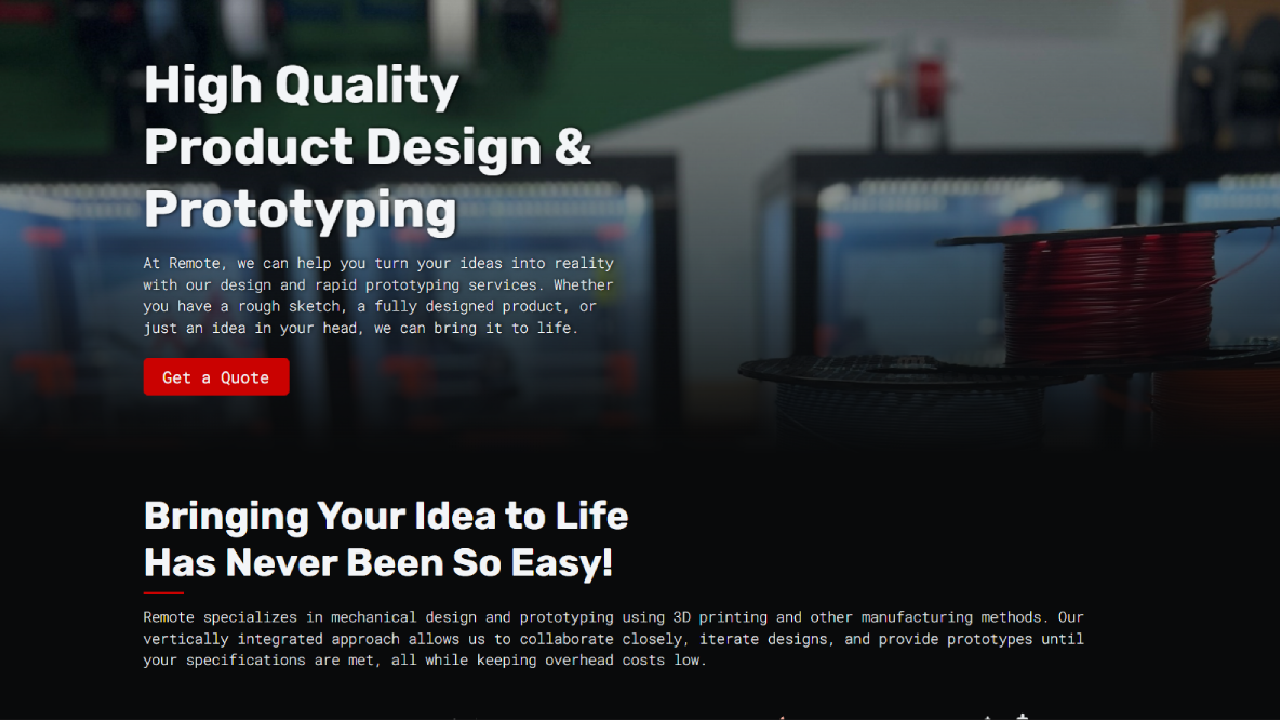 High Quality
Product Design &
Prototyping
At Remote, we can help you turn your ideas into reality
with our design and rapid prototyping services. Whether
you have a rough sketch, a fully designed product, or
just an idea in your head, we can bring it to life.
Get a Quote
Bringing Your Idea to Life
Has Never Been So Easy!
Remote specializes in mechanical design and prototyping using 3D printing and other manufacturing methods. Our
vertically integrated approach allows us to collaborate closely, iterate designs, and provide prototypes until
your specifications are met, all while keeping overhead costs low.